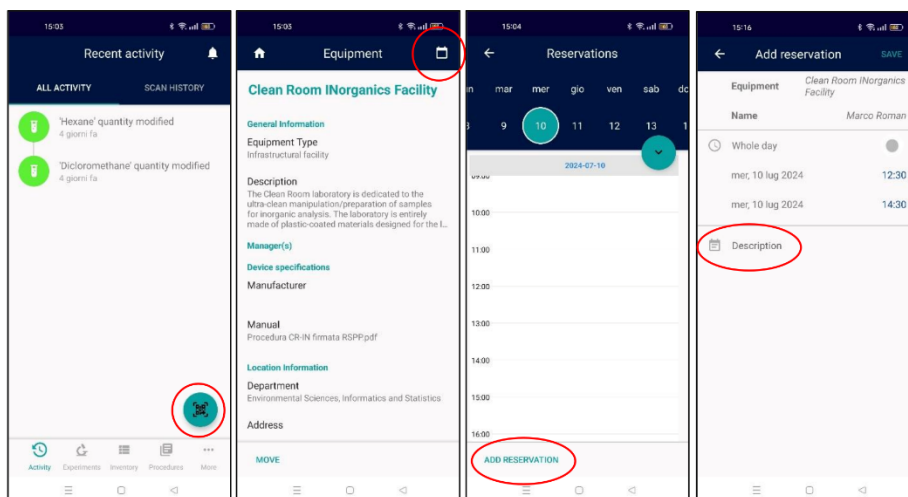 15:03
Recent activity
ALL ACTIVITY
SCAN HISTORY
'Hexane' quantity modified
4 giorni fa
'Dicloromethane' quantity modified
4 giorni fa
Activity
Experiments
Inventory
Procedures
More
15:03
Equipment
Clean Room INorganics Facility
General Information
Equipment Type
Infrastructural facility
Description
The Clean Room laboratory is dedicated to the
ultra-clean manipulation/preparation of samples
for inorganic analysis. The laboratory is entirely
made of plastic-coated materials designed for the l...
Manager(s)
Device specifications
Manufacturer
Manual
Procedura CR-IN firmata RSPP.pdf
Location Information
Department
Environmental Sciences, Informatics and Statistics
Address
MOVE
15:04
Reservations
mar mer gio ven sab
9 10 11 12 13
2024-07-10
09:00
10:00
11:00
12:00
13:00
14:00
15:00
16:00
ADD RESERVATION
15:16
Add reservation
SAVE
Equipment
Clean Room INorganics
Facility
Name
Marco Roman
Whole day
mer, 10 lug 2024
12:30
mer, 10 lug 2024
14:30
Description